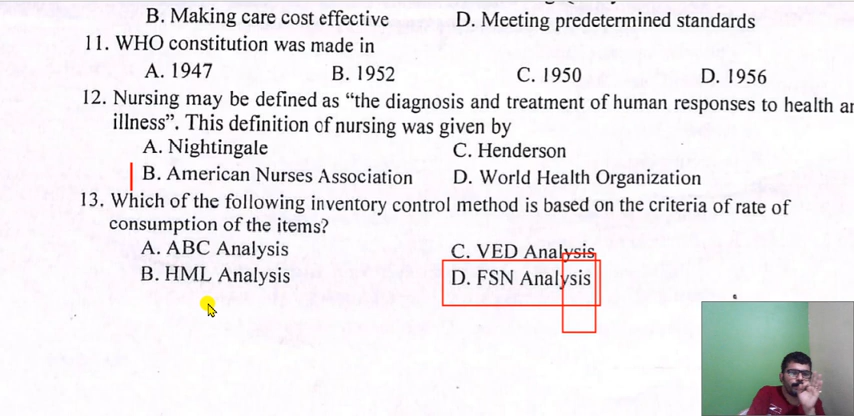 B. Making care cost effective D. Meeting predetermined standards
11. WHO constitution was made in
A. 1947 B. 1952 C. 1950 D. 1956
12. Nursing may be defined as “the diagnosis and treatment of human responses to health ar
illness”. This definition of nursing was given by
A. Nightingale C. Henderson
B. American Nurses Association D. World Health Organization
13. Which of the following inventory control method is based on the criteria of rate of
consumption of the items?
A. ABC Analysis C. VED Analysis
B. HML Analysis D. FSN Analysis